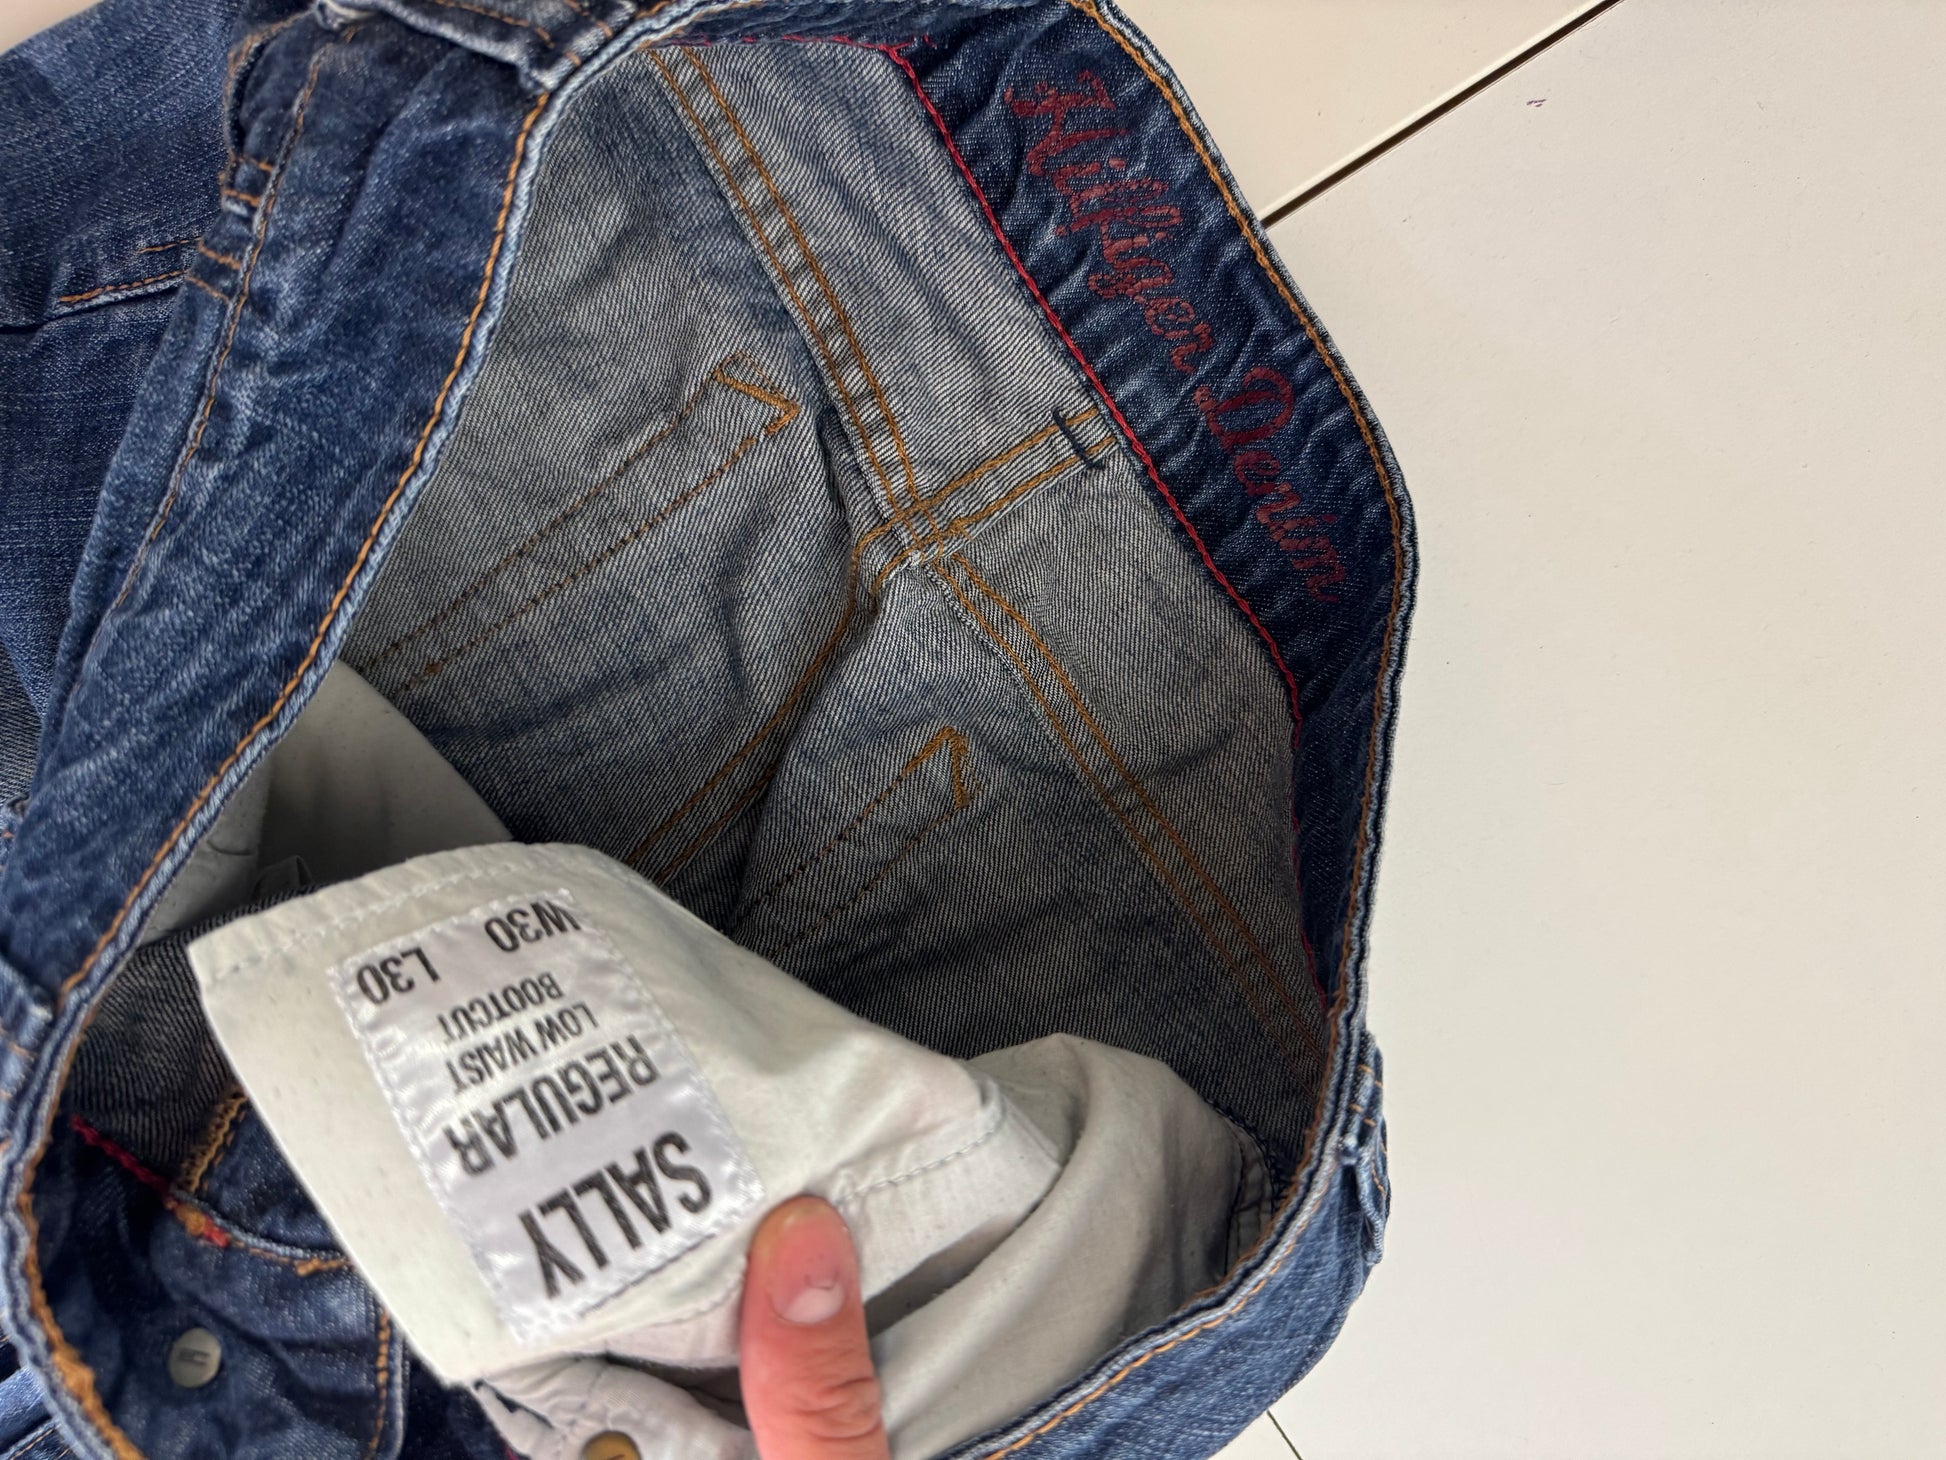 Hilfiger Denim
SALLY
REGULAR
LOW WAIST
BOOTCUT
W30 L30